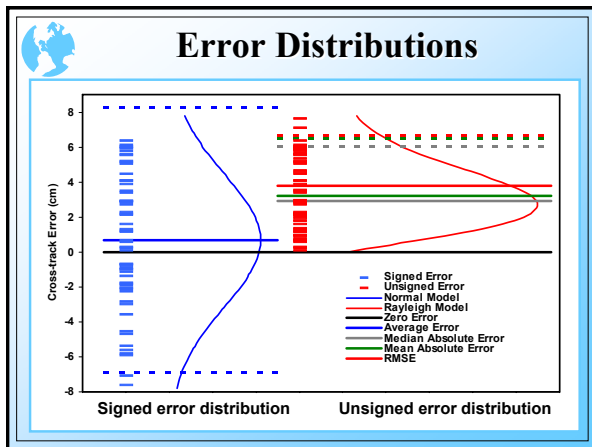 Error Distributions
Cross-track Error (cm)
8
6
4
2
0
-2
-4
-6
-8
Signed Error
Unsigned Error
Normal Model
Rayleigh Model
Zero Error
Average Error
Median Absolute Error
Mean Absolute Error
RMSE
Signed error distribution
Unsigned error distribution